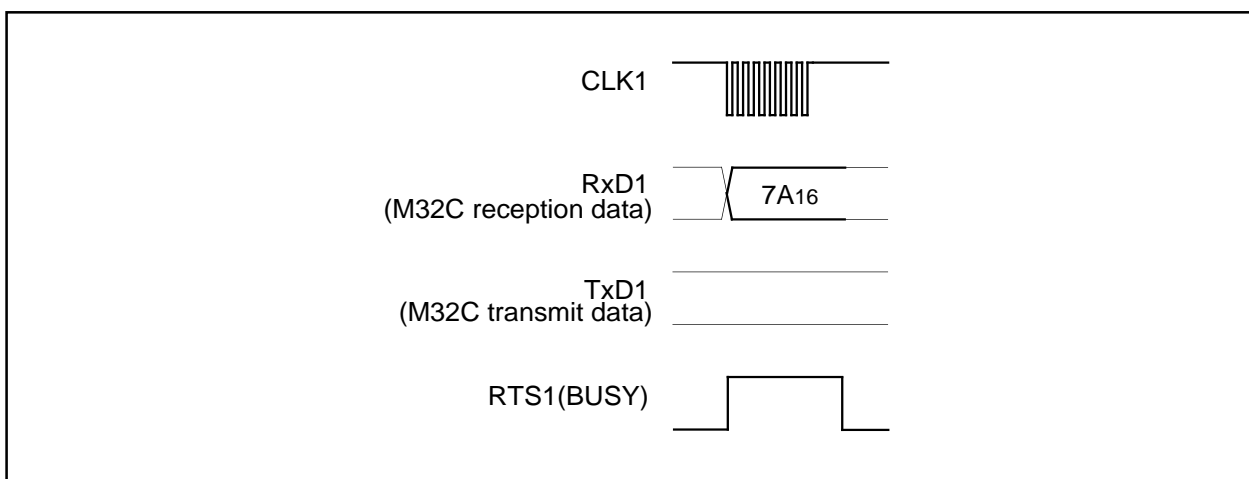 CLK1
RxD1
(M32C reception data)
7A16
TxD1
(M32C transmit data)
RTS1(BUSY)